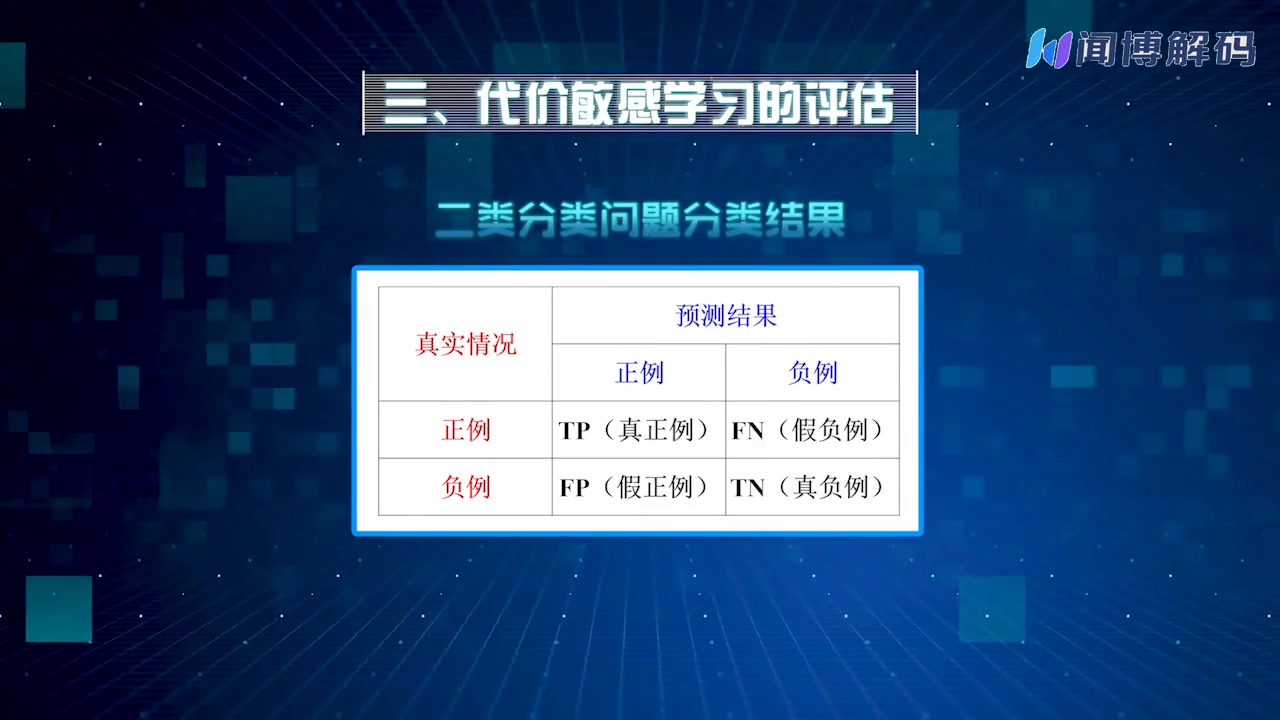 闻博解码
三、代价敏感学习的评估
二类分类问题分类结果
真实情况
预测结果
正例
负例
正例
TP（真正例）
FN（假负例）
负例
FP（假正例）
TN（真负例）